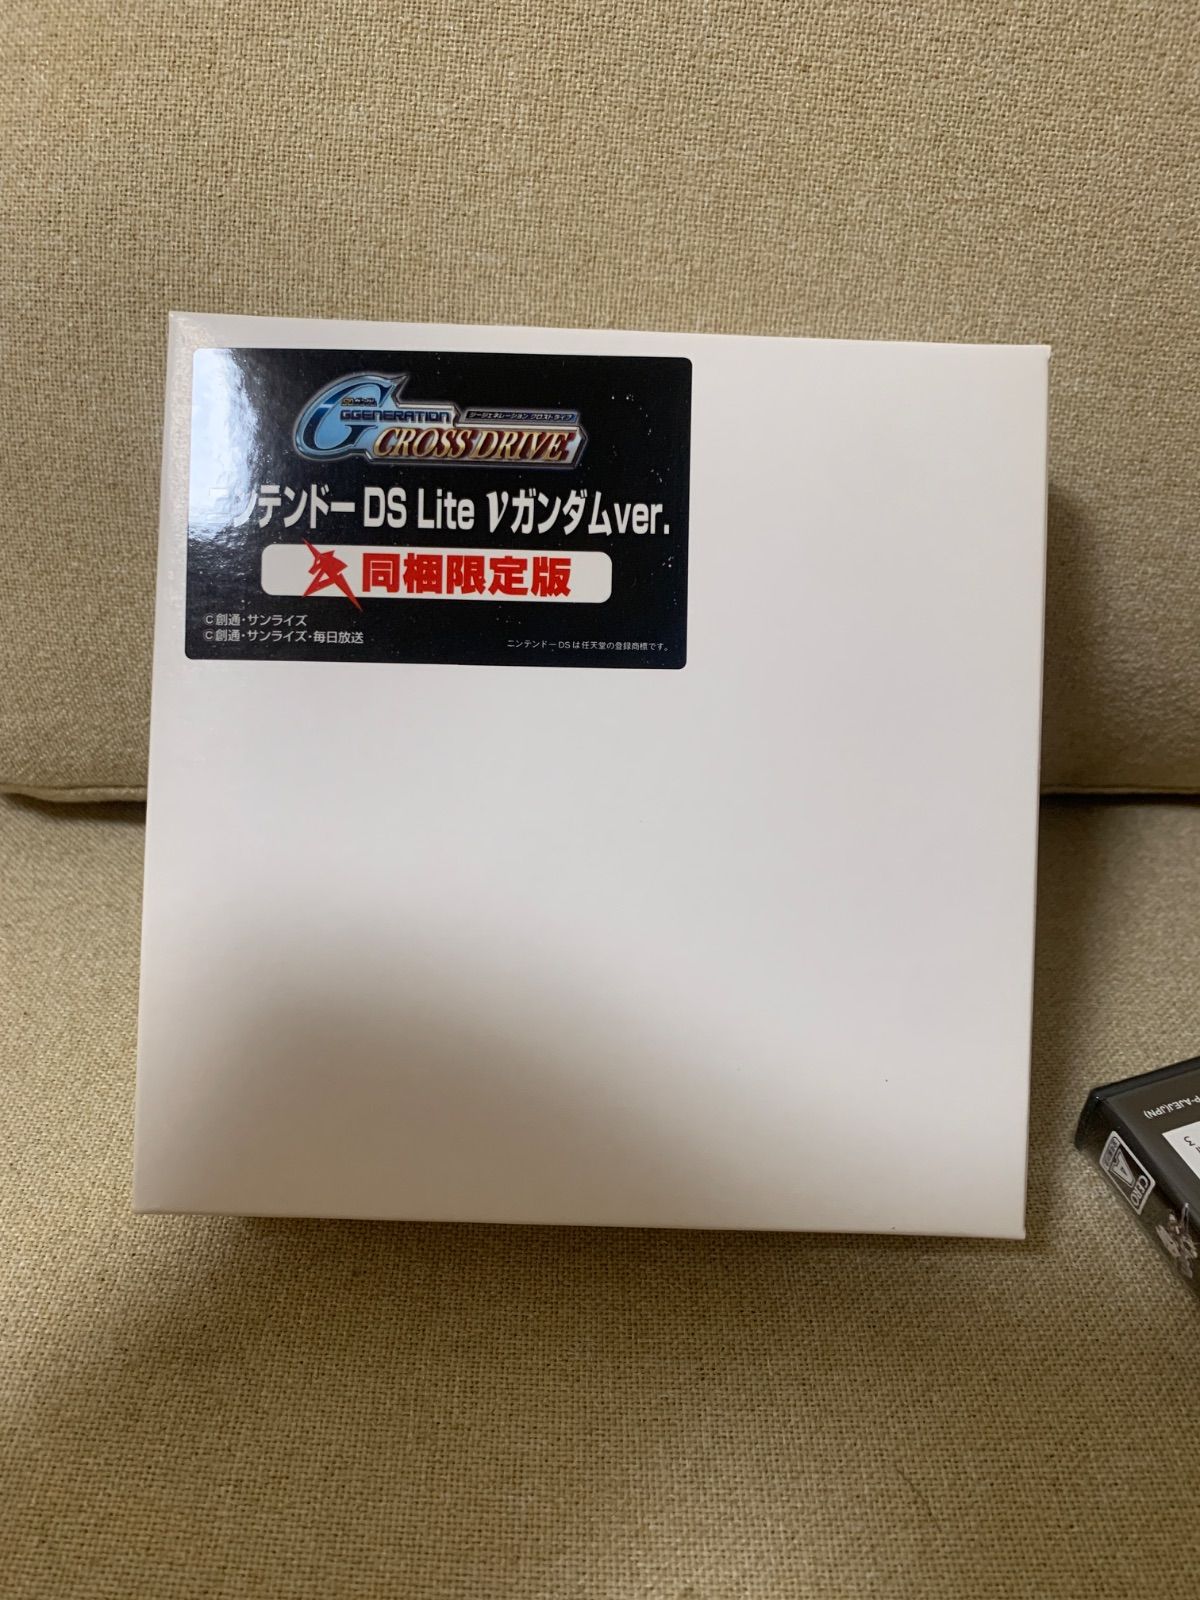 GGENERATION
ジージェネレーション クロスドライブ
CROSS DRIVE
ニンテンドーDS Lite νガンダムver.
同梱限定版
©創通・サンライズ
©創通・サンライズ・毎日放送
ニンテンドーDSは任天堂の登録商標です。
P-AJEJ(JPN)
A
CERO